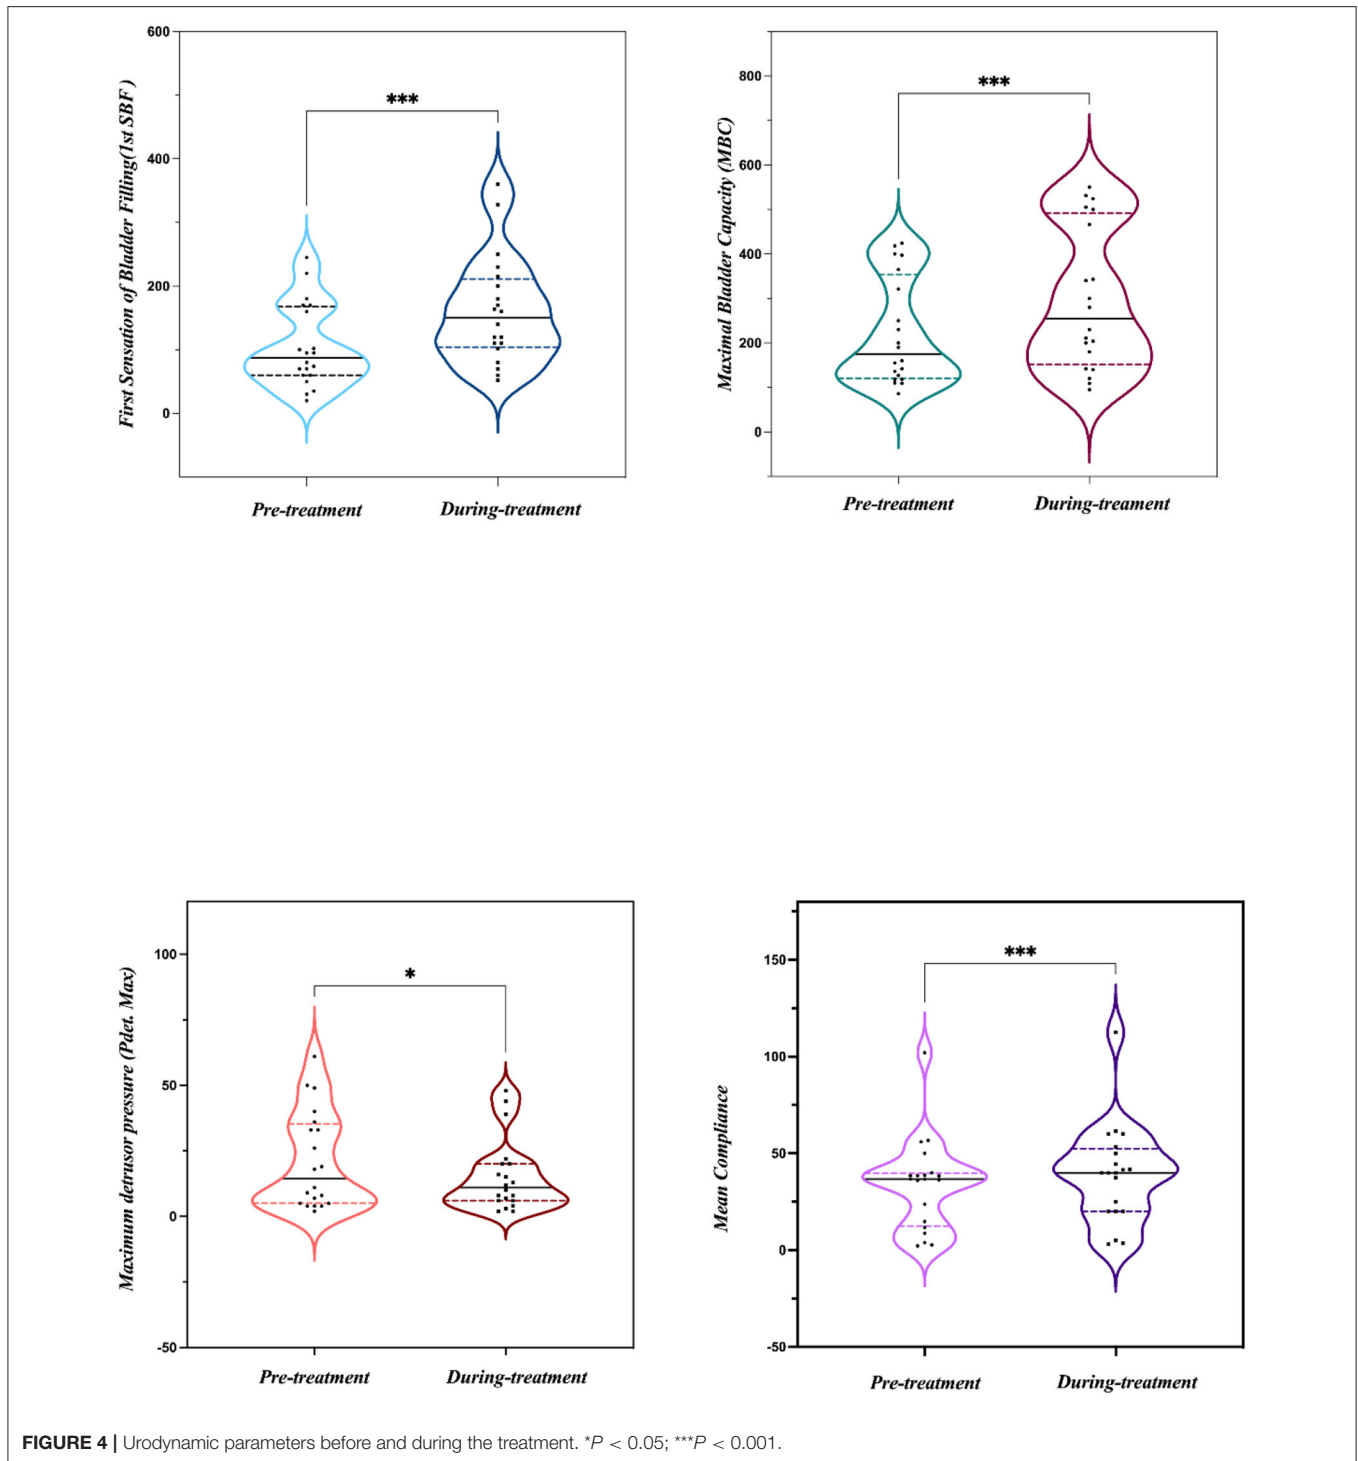 First Sensation of Bladder Filling(1st SBF)
600
400
200
0
***
Pre-treatment
During-treatment
Maximal Bladder Capacity (MBC)
800
600
400
200
0
***
Pre-treatment
During-treament
Maximum detrusor pressure (Pdet. Max)
100
50
0
-50
*
Pre-treatment
During-treatment
Mean Compliance
150
100
50
0
-50
***
Pre-treatment
During-treatment
FIGURE 4 | Urodynamic parameters before and during the treatment. *P < 0.05; ***P < 0.001.